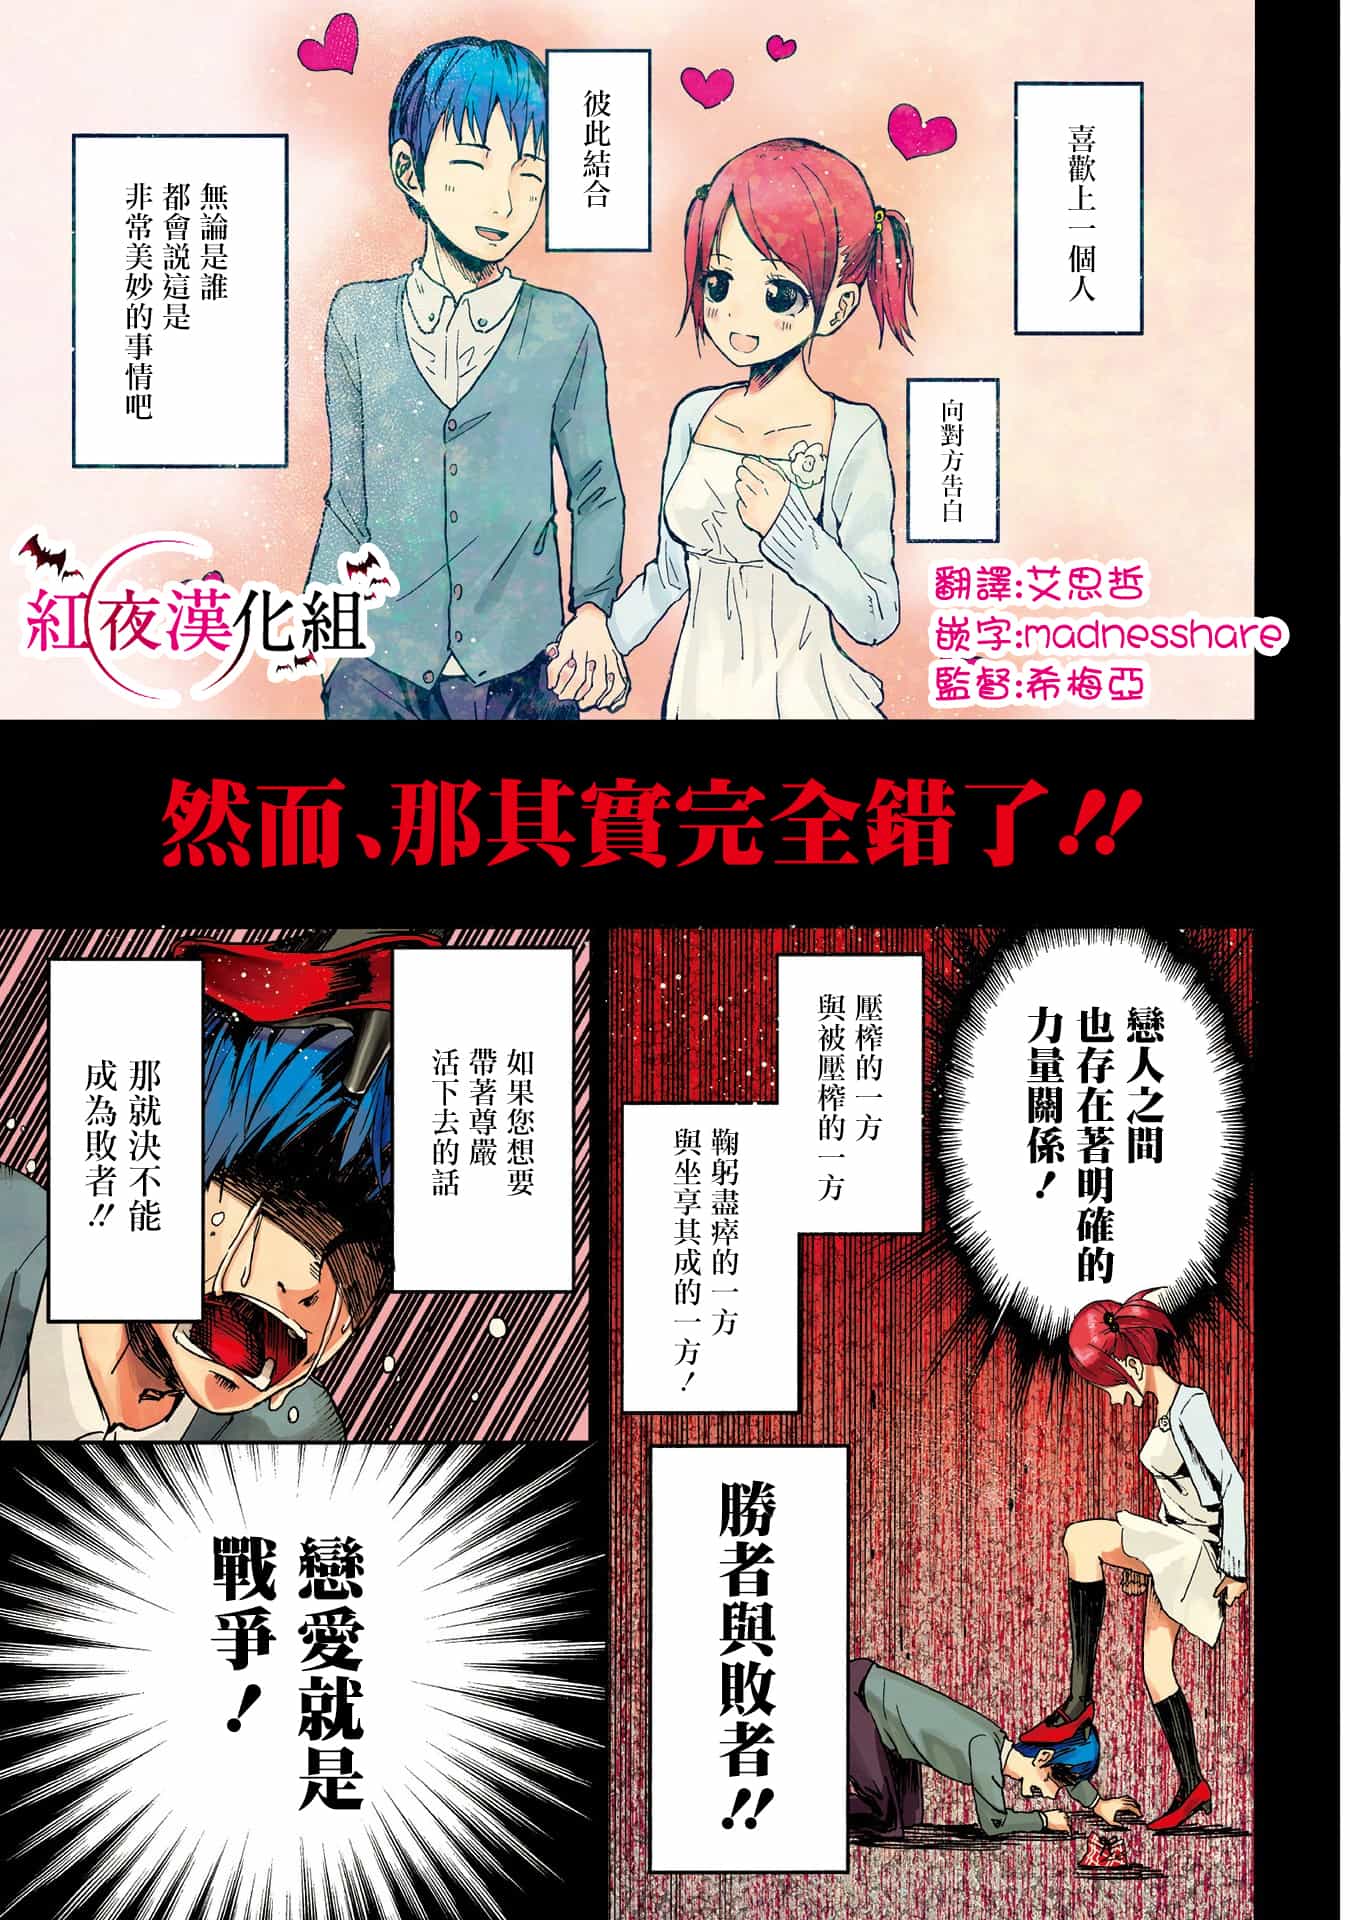 喜歡上一個人
向對方告白
彼此結合
無論是誰
都會説這是
非常美妙的事情吧
紅夜漢化組
翻譯:艾思哲
嵌字:madnesshare
監督:希梅亞
然而、那其實完全錯了!!
戀人之間
也存在著明確的
力量關係！
壓榨的一方
與被壓榨的一方
鞠躬盡瘁的一方
與坐享其成的一方！
勝者與敗者!!
如果您想要
帶著尊嚴
活下去的話
那就決不能
成為敗者!!
戀愛就是
戰爭！